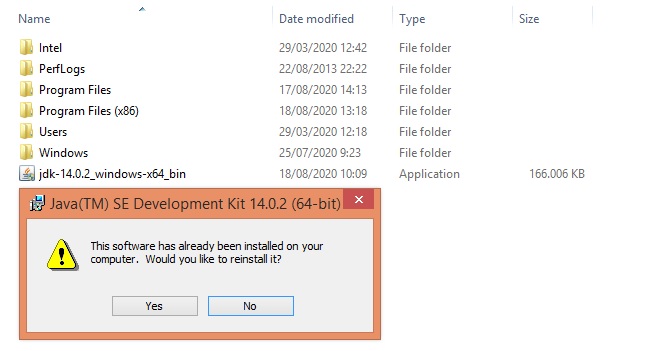 Name Date modified Type Size
Intel 29/03/2020 12:42 File folder
PerfLogs 22/08/2013 22:22 File folder
Program Files 17/08/2020 14:13 File folder
Program Files (x86) 18/08/2020 13:18 File folder
Users 29/03/2020 12:18 File folder
Windows 25/07/2020 9:23 File folder
jdk-14.0.2_windows-x64_bin 18/08/2020 10:09 Application 166.006 KB
Java(TM) SE Development Kit 14.0.2 (64-bit)
This software has already been installed on your
computer. Would you like to reinstall it?
Yes No